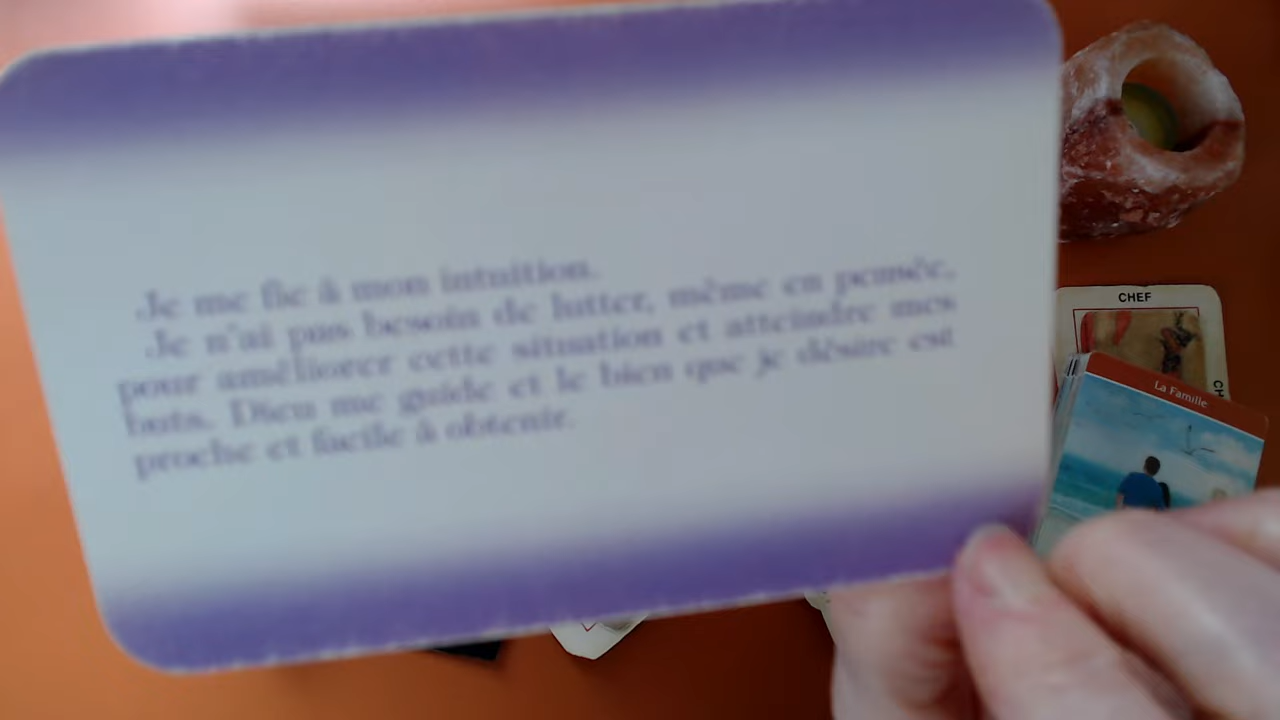 Je me fie à mon intuition.
Je n'ai pas besoin de lutter, même en pensée,
pour améliorer cette situation et atteindre mes
buts. Dieu me guide et le bien que je désire est
proche et facile à obtenir.
CHEF
CH
La Famille